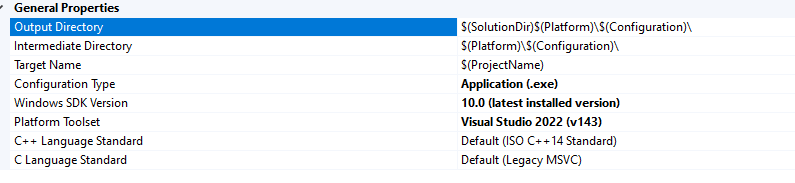 General Properties
Output Directory $(SolutionDir)$(Platform)\$(Configuration)\
Intermediate Directory $(Platform)\$(Configuration)\
Target Name $(ProjectName)
Configuration Type Application (.exe)
Windows SDK Version 10.0 (latest installed version)
Platform Toolset Visual Studio 2022 (v143)
C++ Language Standard Default (ISO C++14 Standard)
C Language Standard Default (Legacy MSVC)